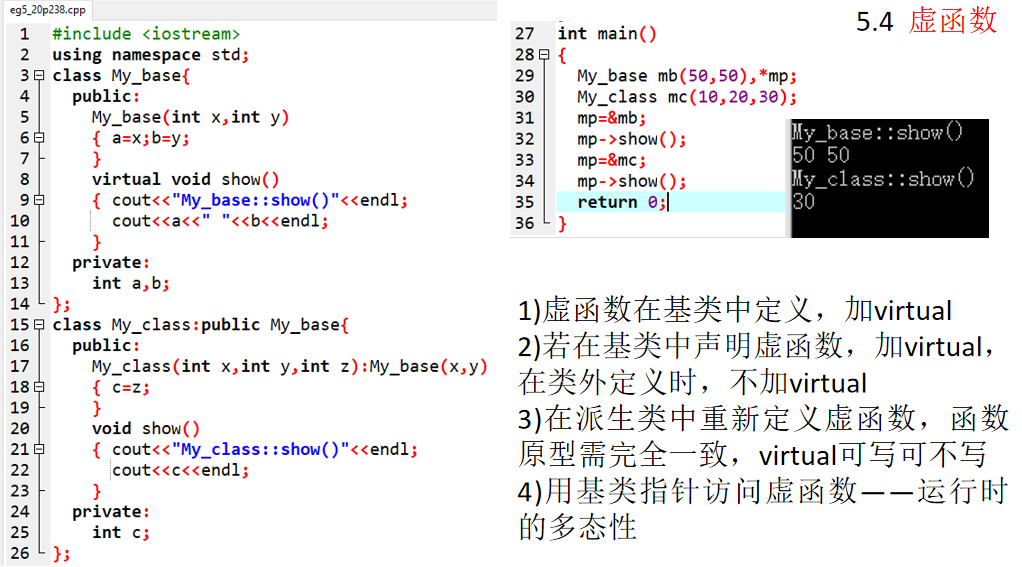 eg5_20p238.cpp
1 #include <iostream>
2 using namespace std;
3 class My_base{
4 public:
5 My_base(int x,int y)
6 { a=x;b=y;
7 }
8 virtual void show()
9 { cout<<"My_base::show()"<<endl;
10 cout<<a<<" "<<b<<endl;
11 }
12 private:
13 int a,b;
14 };
15 class My_class:public My_base{
16 public:
17 My_class(int x,int y,int z):My_base(x,y)
18 { c=z;
19 }
20 void show()
21 { cout<<"My_class::show()"<<endl;
22 cout<<c<<endl;
23 }
24 private:
25 int c;
26 };
5.4 虚函数
27 int main()
28 {
29 My_base mb(50,50),*mp;
30 My_class mc(10,20,30);
31 mp=&mb;
32 mp->show();
33 mp=&mc;
34 mp->show();
35 return 0;
36 }
My_base::show()
50 50
My_class::show()
30
1)虚函数在基类中定义，加virtual
2)若在基类中声明虚函数，加virtual，
在类外定义时，不加virtual
3)在派生类中重新定义虚函数，函数
原型需完全一致，virtual可写可不写
4)用基类指针访问虚函数——运行时
的多态性